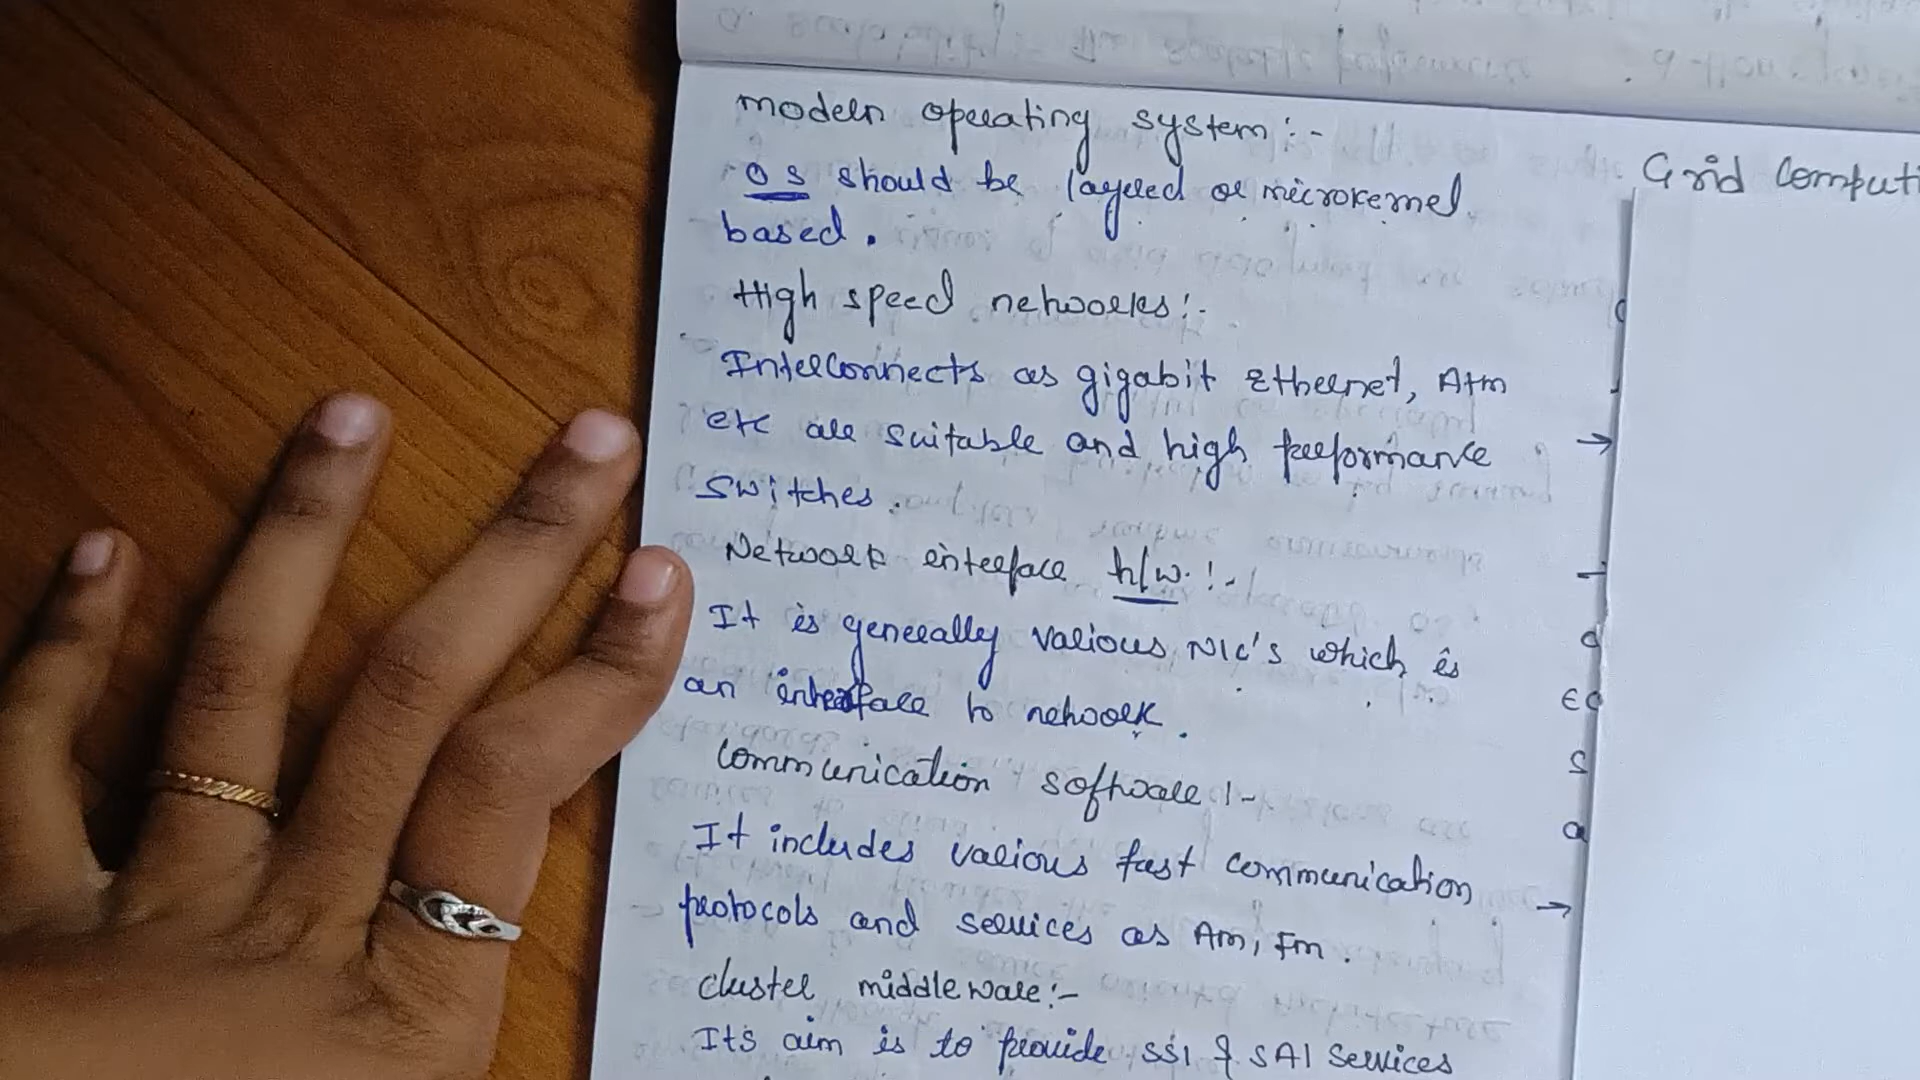 modern operating system :-
OS should be layered or microkernel
based.
High speed networks :-
Interconnects as gigabit Ethernet, Atm
etc are suitable and high performance
switches.
Network interface h/w. :-
It is generally various NIC's which is
an interface to network.
Communication software :-
It includes various fast communication
protocols and services as Am, Fm.
cluster middleware :-
Its aim is to provide SSI & SAI services
Grid Computi